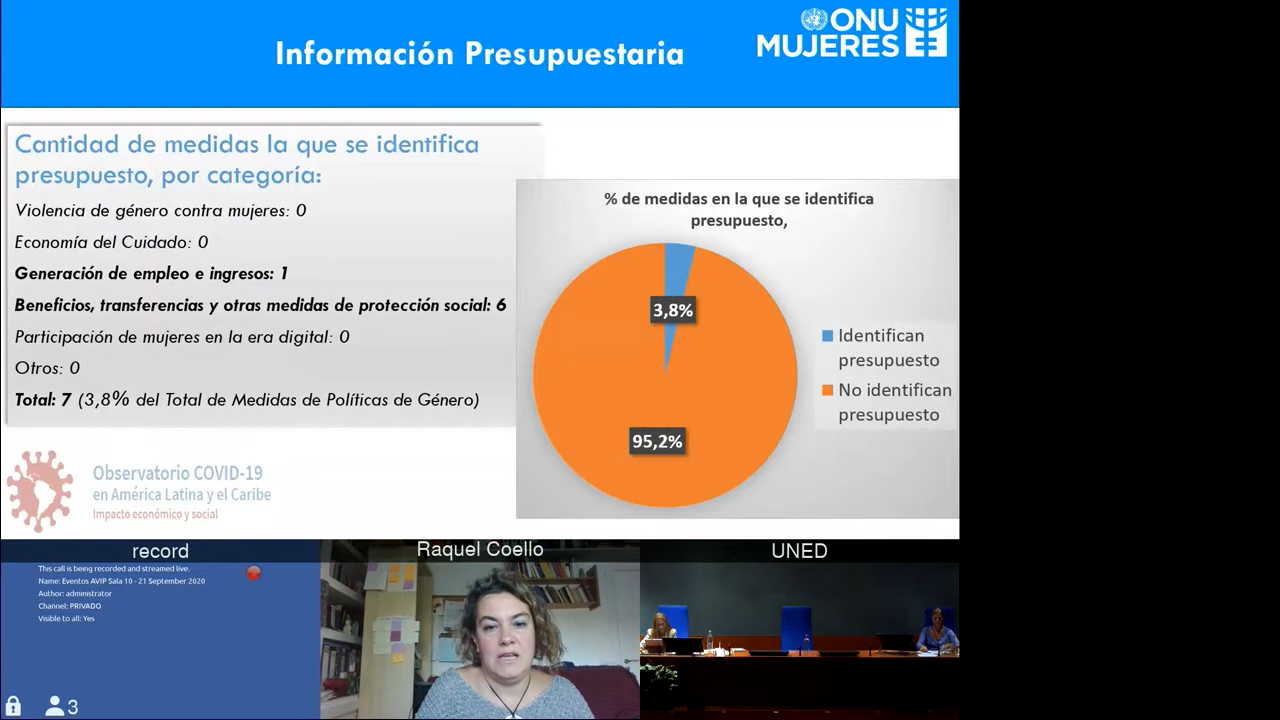 Información Presupuestaria
ONU
MUJERES
Cantidad de medidas la que se identifica
presupuesto, por categoría:
Violencia de género contra mujeres: 0
Economía del Cuidado: 0
Generación de empleo e ingresos: 1
Beneficios, transferencias y otras medidas de protección social: 6
Participación de mujeres en la era digital: 0
Otros: 0
Total: 7 (3,8% del Total de Medidas de Políticas de Género)
% de medidas en la que se identifica
presupuesto,
3,8%
95,2%
Identifican
presupuesto
No identifican
presupuesto
Observatorio COVID-19
en América Latina y el Caribe
Impacto económico y social
record
This call is being recorded and streamed live.
Name: Eventos AVIP Sala 10 - 21 September 2020
Author: administrator
Channel: PRIVADO
Visible to all: Yes
3
Raquel Coello
UNED